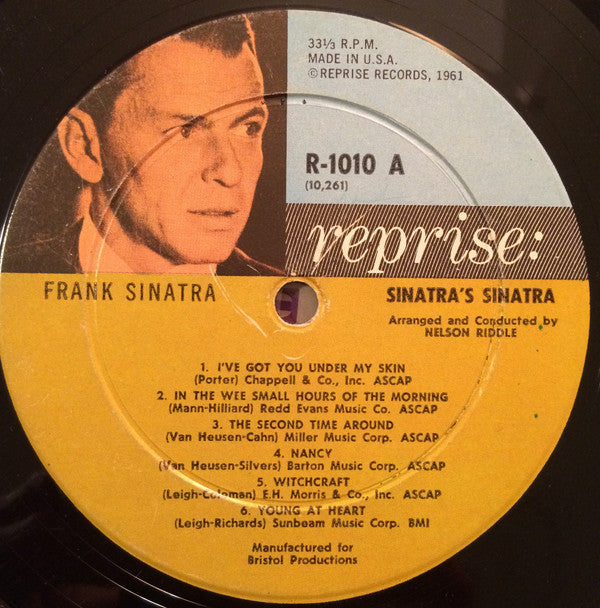 33⅓ R.P.M.
MADE IN U.S.A.
©REPRISE RECORDS, 1961
R-1010 A
(10,261)
reprise:
FRANK SINATRA
SINATRA'S SINATRA
Arranged and Conducted by
NELSON RIDDLE
1. I'VE GOT YOU UNDER MY SKIN
(Porter) Chappell & Co., Inc. ASCAP
2. IN THE WEE SMALL HOURS OF THE MORNING
(Mann-Hilliard) Redd Evans Music Co. ASCAP
3. THE SECOND TIME AROUND
(Van Heusen-Cahn) Miller Music Corp. ASCAP
4. NANCY
(Van Heusen-Silvers) Barton Music Corp. ASCAP
5. WITCHCRAFT
(Leigh-Coleman) E.H. Morris & Co., Inc. ASCAP
6. YOUNG AT HEART
(Leigh-Richards) Sunbeam Music Corp. BMI
Manufactured for
Bristol Productions